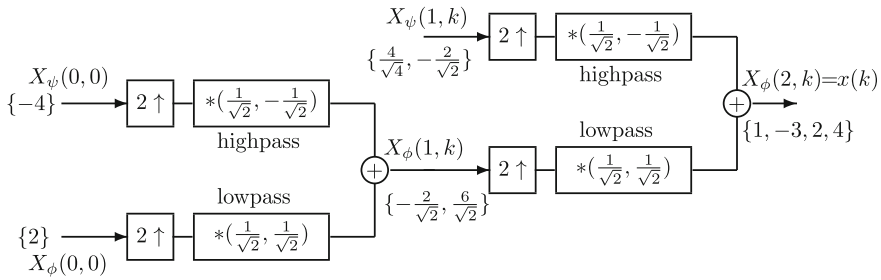 X_ψ(1, k)
2 ↑
*(1/√2, -1/√2)
{4/√4, -2/√2}
highpass
X_ψ(0, 0)
{-4}
2 ↑
*(1/√2, -1/√2)
highpass
+
X_ϕ(2, k)=x(k)
{1, -3, 2, 4}
+
X_ϕ(1, k)
{-2/√2, 6/√2}
lowpass
2 ↑
*(1/√2, 1/√2)
lowpass
{2}
2 ↑
*(1/√2, 1/√2)
X_ϕ(0, 0)